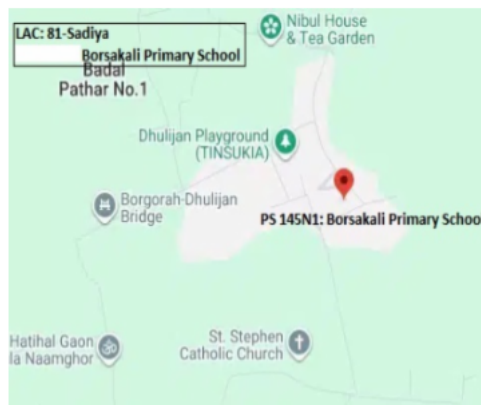 LAC: 81-Sadiya
Borsakali Primary School
Badal
Pathar No.1
Nibul House
& Tea Garden
Dhulijan Playground
(TINSUKIA)
Borgorah-Dhulijan
Bridge
PS 145N1: Borsakali Primary Schoo
Hatihal Gaon
la Naamghor
St. Stephen
Catholic Church